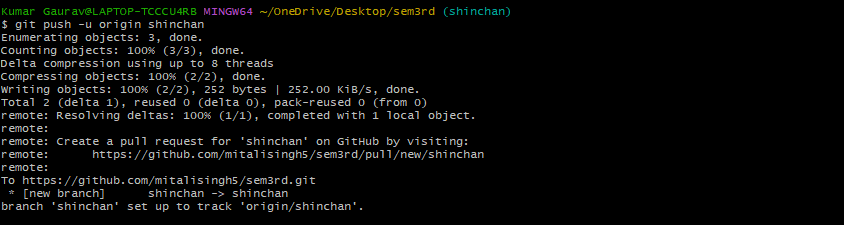 Kumar Gaurav@LAPTOP-TCCCU4RB MINGW64 ~/OneDrive/Desktop/sem3rd (shinchan)
$ git push -u origin shinchan
Enumerating objects: 3, done.
Counting objects: 100% (3/3), done.
Delta compression using up to 8 threads
Compressing objects: 100% (2/2), done.
Writing objects: 100% (2/2), 252 bytes | 252.00 KiB/s, done.
Total 2 (delta 1), reused 0 (delta 0), pack-reused 0 (from 0)
remote: Resolving deltas: 100% (1/1), completed with 1 local object.
remote:
remote: Create a pull request for 'shinchan' on GitHub by visiting:
remote:      https://github.com/mitalisingh5/sem3rd/pull/new/shinchan
remote:
To https://github.com/mitalisingh5/sem3rd.git
 * [new branch]      shinchan -> shinchan
branch 'shinchan' set up to track 'origin/shinchan'.